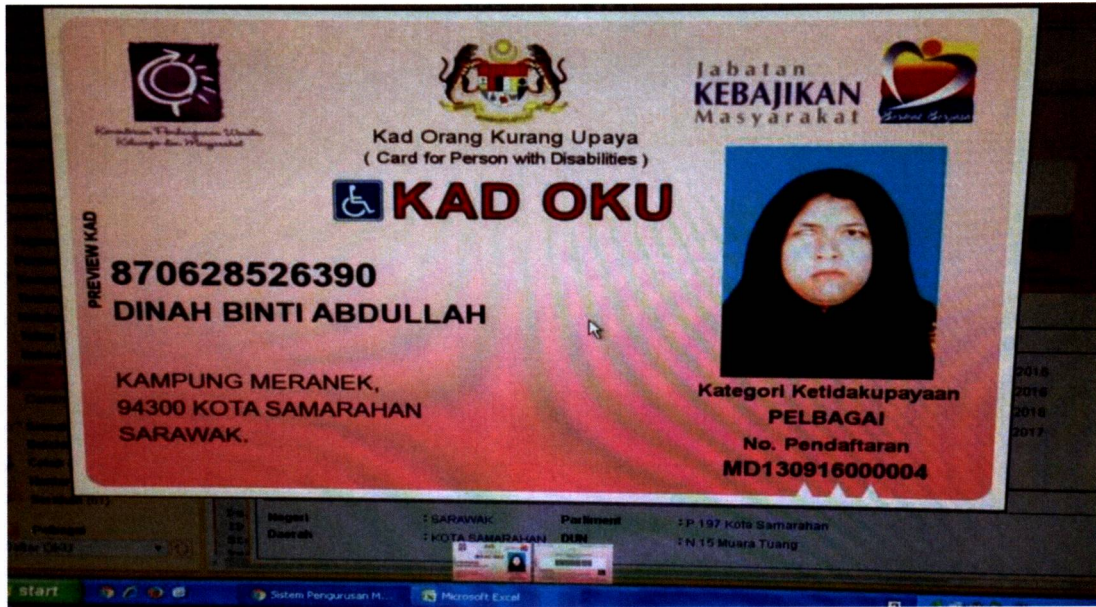 Jabatan
KEBAJIKAN
Masyarakat
Kad Orang Kurang Upaya
( Card for Person with Disabilities )
KAD OKU
PREVIEW KAD
870628526390
DINAH BINTI ABDULLAH
KAMPUNG MERANEK,
94300 KOTA SAMARAHAN
SARAWAK.
Kategori Ketidakupayaan
PELBAGAI
No. Pendaftaran
MD130916000004
Negeri : SARAWAK Parlimen : P 197 Kota Samarahan
Daerah : KOTA SAMARAHAN DUN : N 15 Muara Tuang
start Sistem Pengurusan M... Microsoft Excel